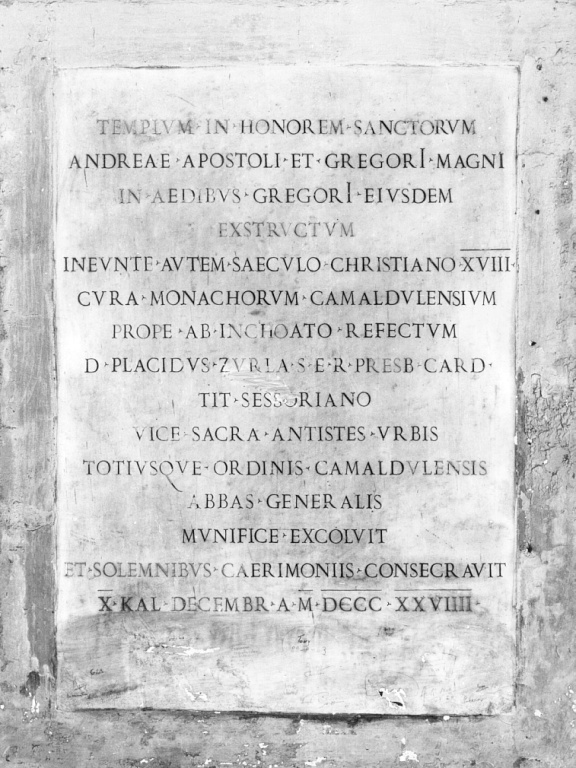 TEMPLVM·IN·HONOREM·SANCTORVM
ANDREAE·APOSTOLI·ET·GREGORI·MAGNI
IN·AEDIBVS·GREGORI·EIVSDEM
EXSTRVCTVM
INEVNTE·AVTEM·SAECVLO·CHRISTIANO·XVIII·
CVRA·MONACHORVM·CAMALDVLENSIVM
PROPE·AB·INCHOATO·REFECTVM
D·PLACIDVS·ZVRLA·S·E·R·PRESB·CARD·
TIT·SESSORIANO
VICE·SACRA·ANTISTES·VRBIS
TOTIVSQVE·ORDINIS·CAMALDVLENSIS
ABBAS·GENERALIS
MVNIFICE·EXCOLVIT
ET·SOLEMNIBVS·CAERIMONIIS·CONSECRAVIT
X·KAL·DECEMBR·A·M·DCCC·XXVIIII·